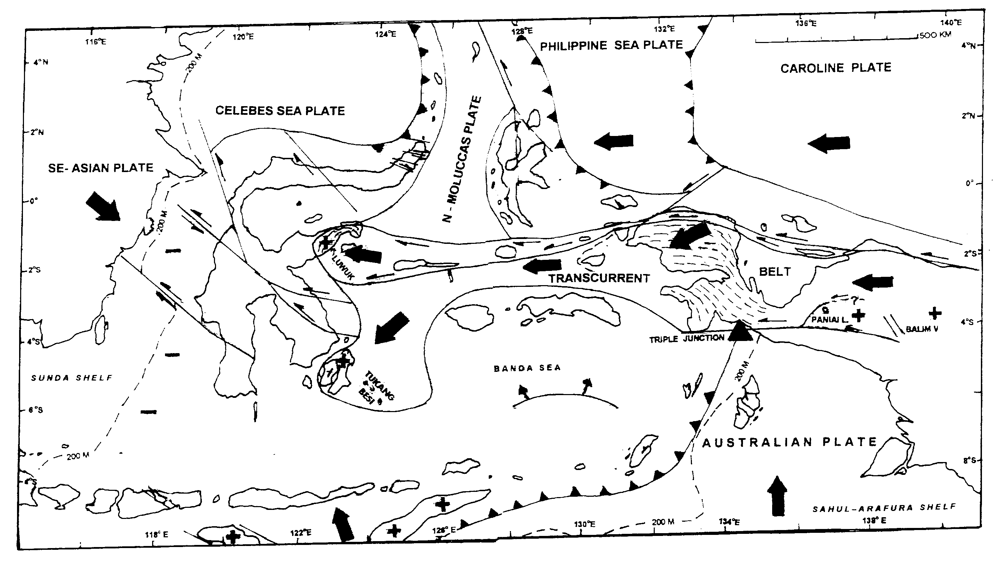 116°E
120°E
124°E
128°E
132°E
136°E
140°E
500 KM
PHILIPPINE SEA PLATE
4°N
4°N
200 M
CAROLINE PLATE
CELEBES SEA PLATE
2°N
2°N
N - MOLUCCAS PLATE
SE- ASIAN PLATE
0°
0°
200 M
2°S
2°S
LUWUK
TRANSCURRENT
BELT
PANIAI L.
?
BALIM V
4°S
4°S
TRIPLE JUNCTION
200 M
BANDA SEA
SUNDA SHELF
TUKANG
BESI
6°S
AUSTRALIAN PLATE
200 M
8°S
SAHUL-ARAFURA SHELF
200 M
118° E
122°E
126° E
130°E
134°E
138° E